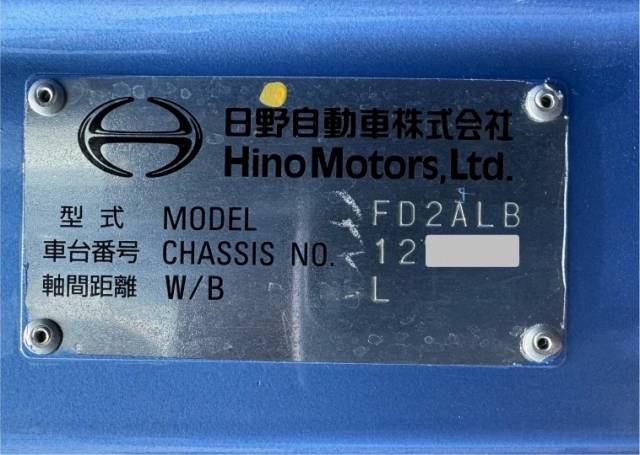 日野自動車株式会社
Hino Motors, Ltd.
型式 MODEL FD2ALB
車台番号 CHASSIS NO. 12
軸間距離 W/B L